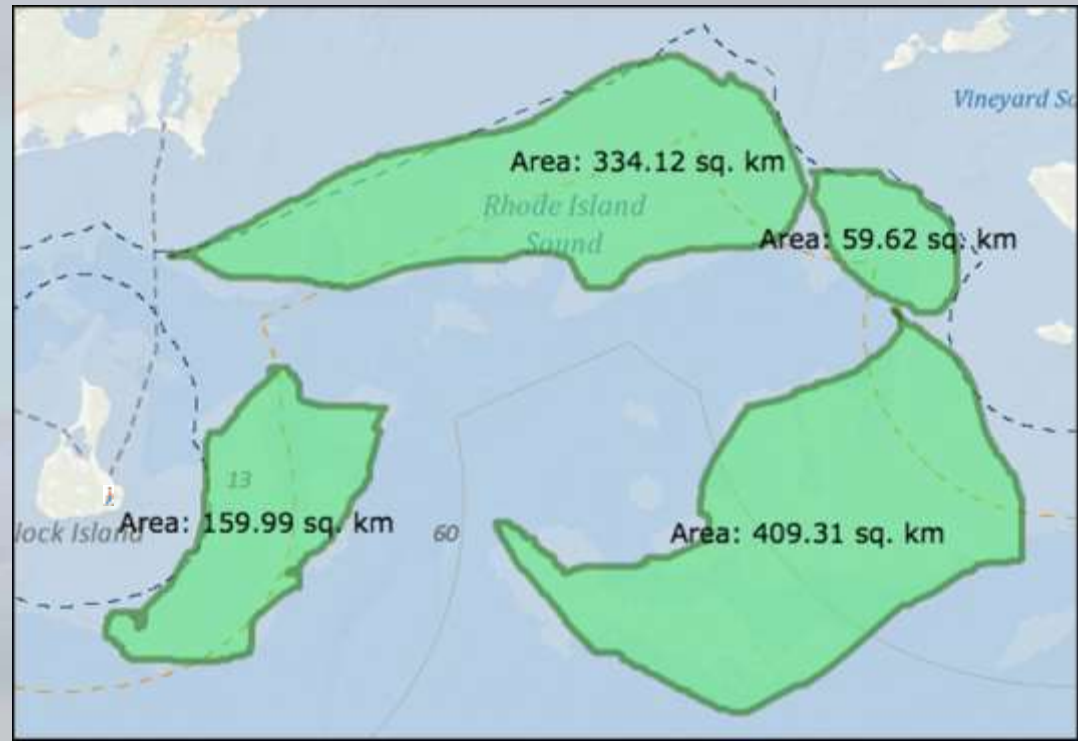 Vineyard So
Area: 334.12 sq. km
Rhode Island
Sound
Area: 59.62 sq. km
13
Area: 159.99 sq. km
lock Island
60
Area: 409.31 sq. km